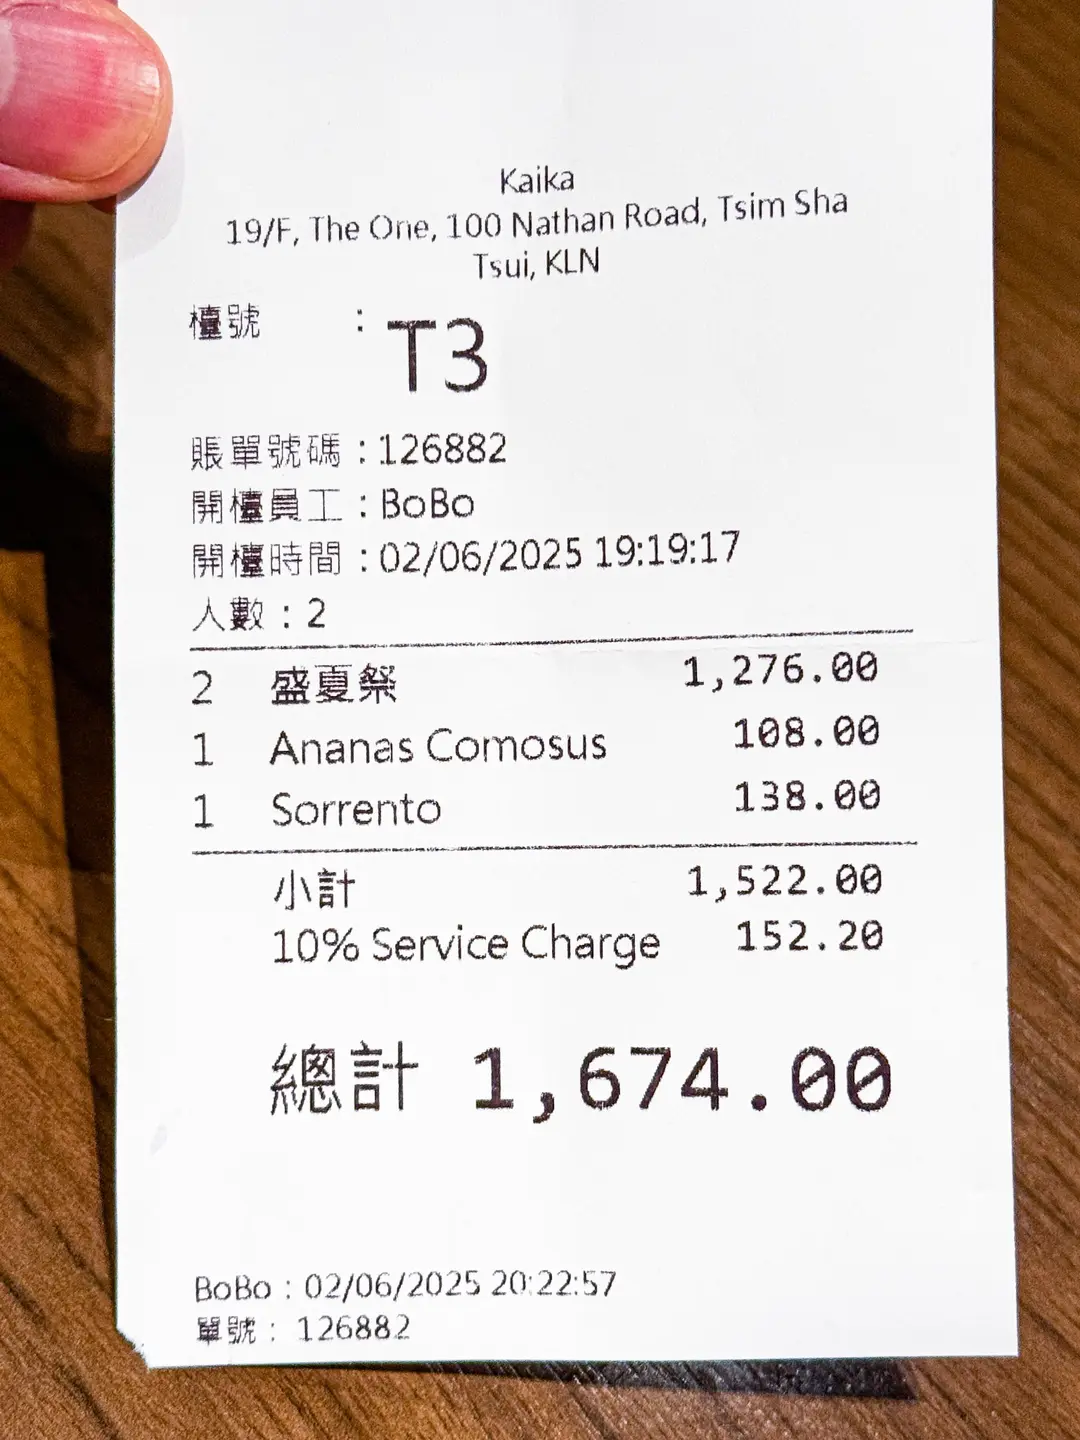 Kaika
19/F, The One, 100 Nathan Road, Tsim Sha
Tsui, KLN
檯號 : T3
賬單號碼 : 126882
開檯員工 : BoBo
開檯時間 : 02/06/2025 19:19:17
人數 : 2
2 盛夏祭 1,276.00
1 Ananas Comosus 108.00
1 Sorrento 138.00
小計 1,522.00
10% Service Charge 152.20
總計 1,674.00
BoBo : 02/06/2025 20:22:57
單號 : 126882